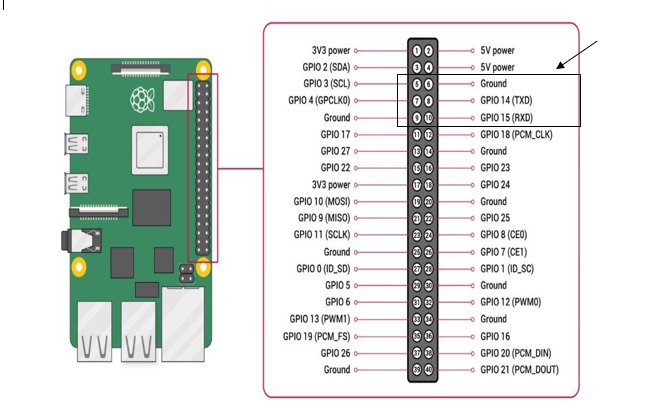 3V3 power 1 2 5V power
GPIO 2 (SDA) 3 4 5V power
GPIO 3 (SCL) 5 6 Ground
GPIO 4 (GPCLK0) 7 8 GPIO 14 (TXD)
Ground 9 10 GPIO 15 (RXD)
GPIO 17 11 12 GPIO 18 (PCM_CLK)
GPIO 27 13 14 Ground
GPIO 22 15 16 GPIO 23
3V3 power 17 18 GPIO 24
GPIO 10 (MOSI) 19 20 Ground
GPIO 9 (MISO) 21 22 GPIO 25
GPIO 11 (SCLK) 23 24 GPIO 8 (CE0)
Ground 25 26 GPIO 7 (CE1)
GPIO 0 (ID_SD) 27 28 GPIO 1 (ID_SC)
GPIO 5 29 30 Ground
GPIO 6 31 32 GPIO 12 (PWM0)
GPIO 13 (PWM1) 33 34 Ground
GPIO 19 (PCM_FS) 35 36 GPIO 16
GPIO 26 37 38 GPIO 20 (PCM_DIN)
Ground 39 40 GPIO 21 (PCM_DOUT)